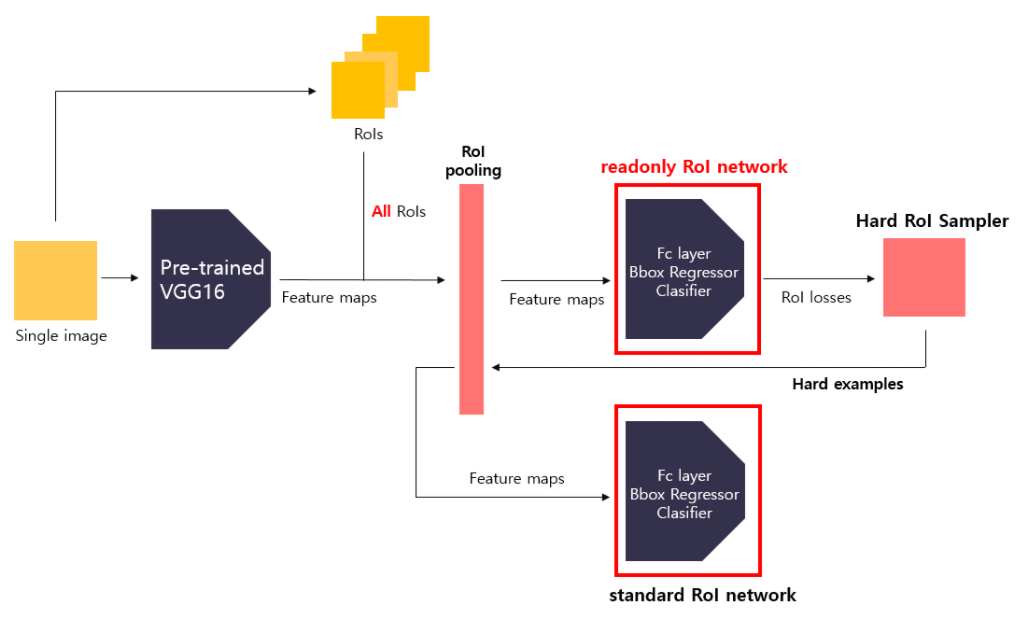 RoIs
RoI
pooling
readonly RoI network
All RoIs
Hard RoI Sampler
Pre-trained
VGG16
Fc layer
Bbox Regressor
Clasifier
Feature maps
Feature maps
RoI losses
Single image
Hard examples
Feature maps
Fc layer
Bbox Regressor
Clasifier
standard RoI network